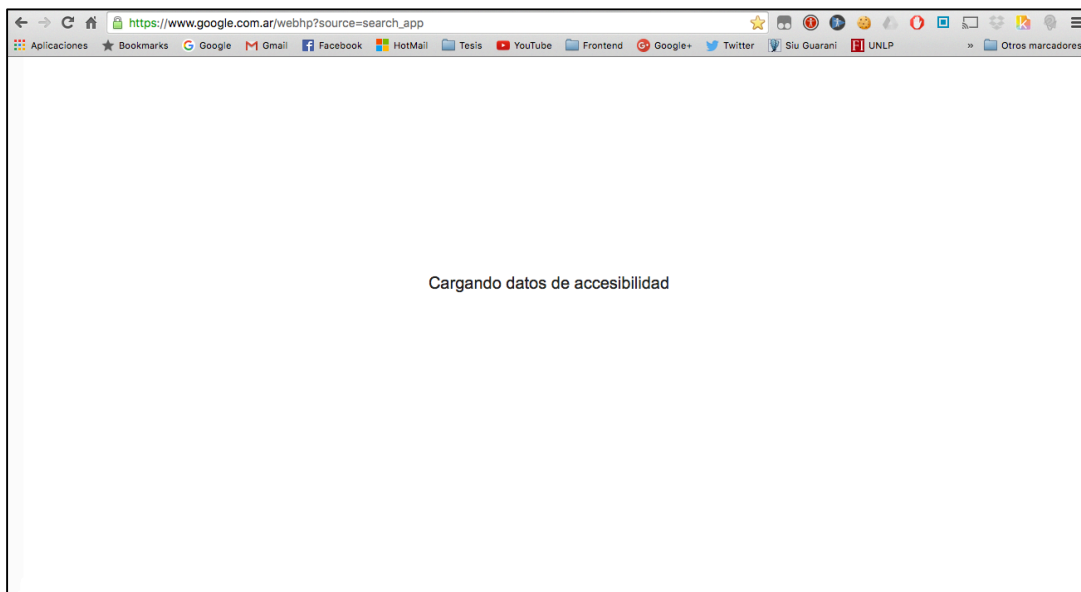 https://www.google.com.ar/webhp?source=search_app
Aplicaciones Bookmarks Google Gmail Facebook HotMail Tesis YouTube Frontend Google+ Twitter Siu Guarani UNLP » Otros marcadores
Cargando datos de accesibilidad